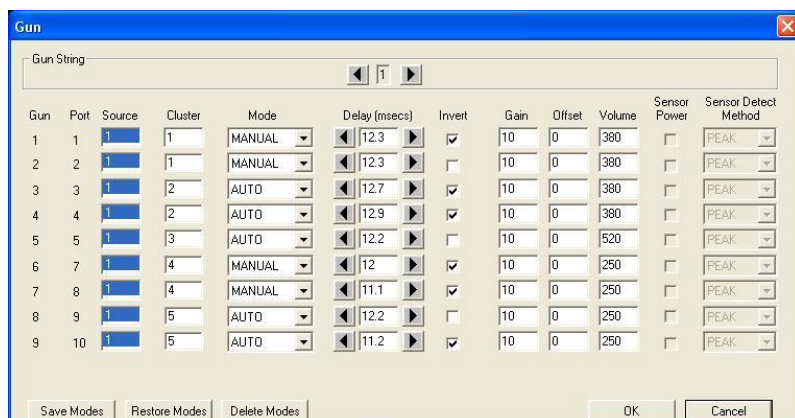 Gun
Gun String
1
Sensor Sensor Detect
Gun Port Source Cluster Mode Delay (msecs) Invert Gain Offset Volume Power Method
1 1 1 1 MANUAL 12.3 10 0 380 PEAK
2 2 1 1 MANUAL 12.3 10 0 380 PEAK
3 3 1 2 AUTO 12.7 10 0 380 PEAK
4 4 1 2 AUTO 12.9 10 0 380 PEAK
5 5 1 3 AUTO 12.2 10 0 520 PEAK
6 7 1 4 MANUAL 12 10 0 250 PEAK
7 8 1 4 MANUAL 11.1 10 0 250 PEAK
8 9 1 5 AUTO 12.2 10 0 250 PEAK
9 10 1 5 AUTO 11.2 10 0 250 PEAK
Save Modes Restore Modes Delete Modes OK Cancel